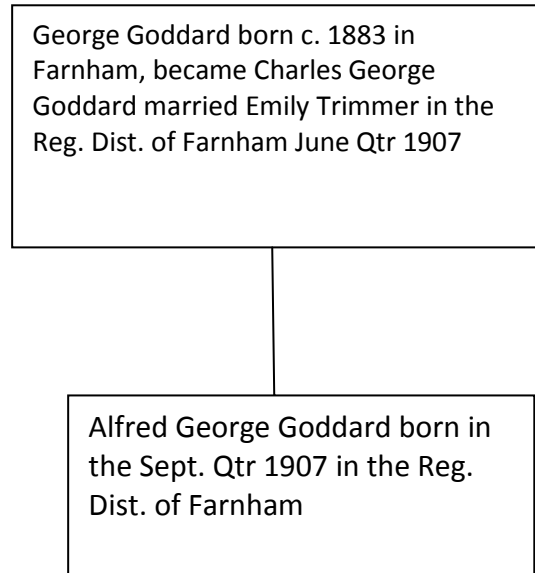 George Goddard born c. 1883 in
Farnham, became Charles George
Goddard married Emily Trimmer in the
Reg. Dist. of Farnham June Qtr 1907
Alfred George Goddard born in
the Sept. Qtr 1907 in the Reg.
Dist. of Farnham